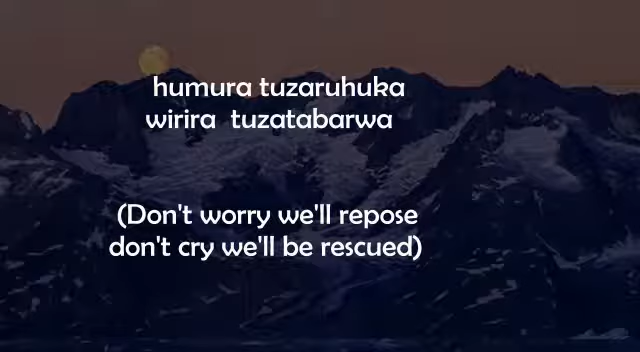 humura tuzaruhuka
wirira tuzatabarwa
(Don't worry we'll repose
don't cry we'll be rescued)